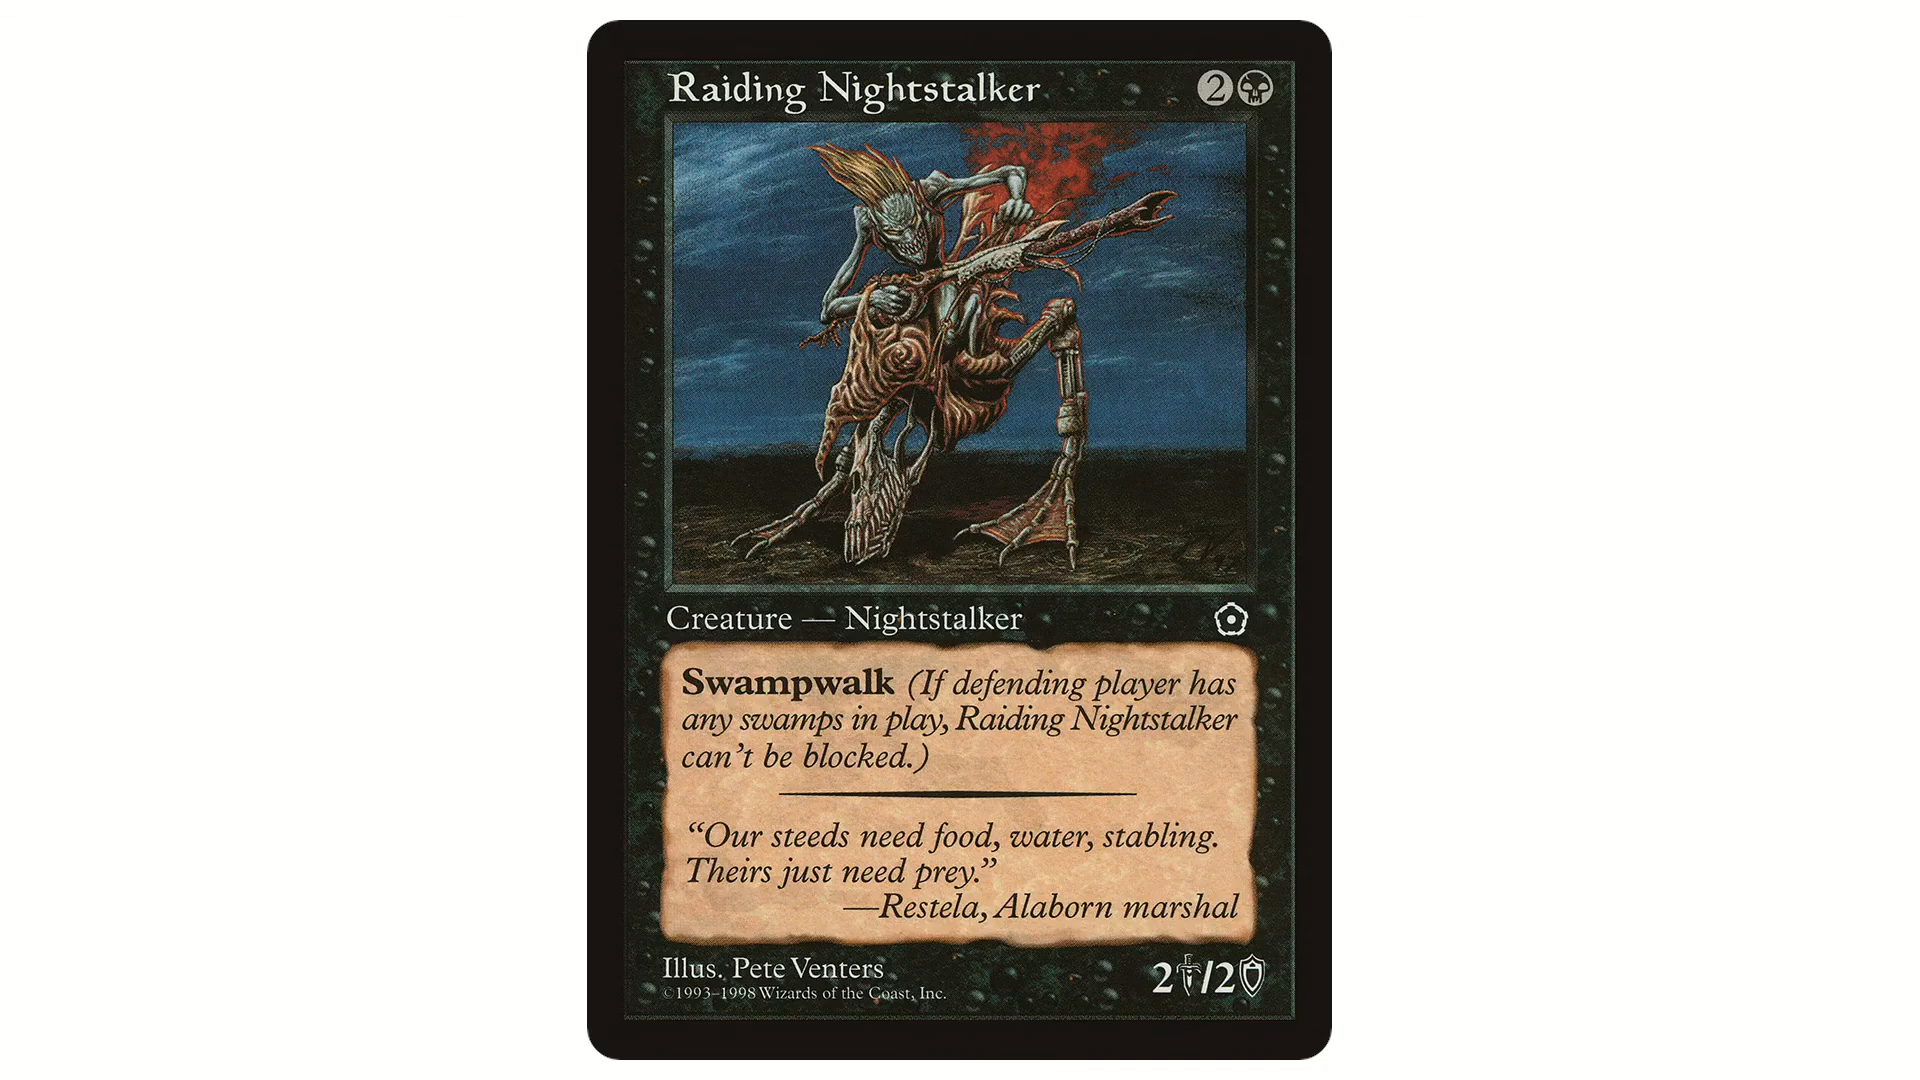 Raiding Nightstalker 2
Creature — Nightstalker
Swampwalk (If defending player has
any swamps in play, Raiding Nightstalker
can't be blocked.)
“Our steeds need food, water, stabling.
Theirs just need prey.”
—Restela, Alaborn marshal
Illus. Pete Venters
©1993–1998 Wizards of the Coast, Inc.
2/2